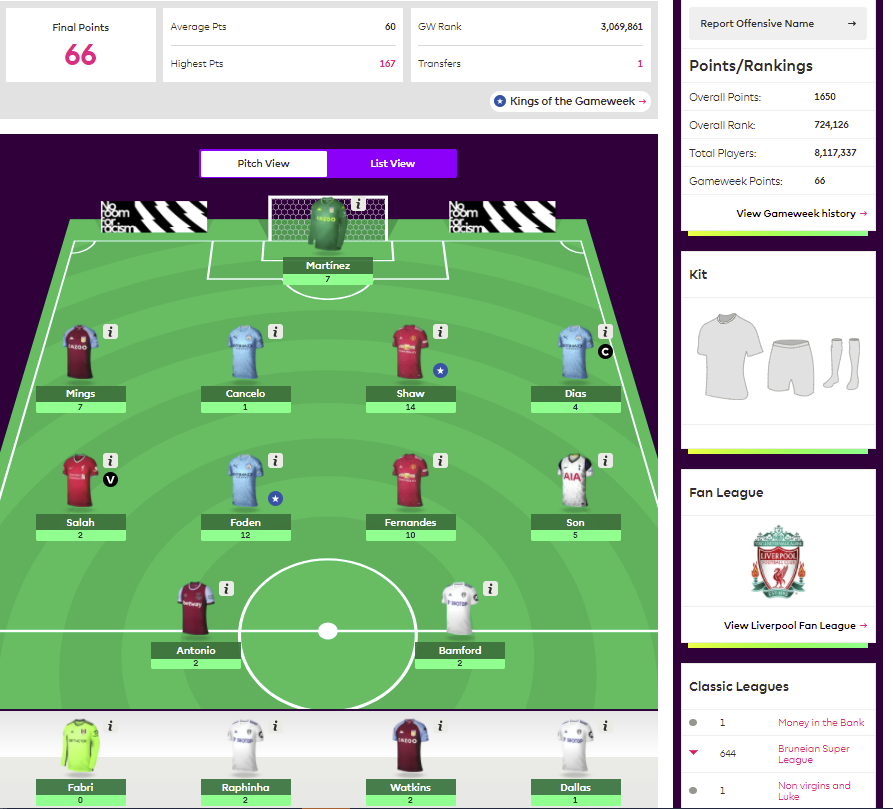 Final Points
66
Average Pts 60
Highest Pts 167
GW Rank 3,069,861
Transfers 1
Kings of the Gameweek →
Pitch View
List View
No room for racism
No room for racism
Martínez
7
Mings
7
Cancelo
1
Shaw
14
C
Dias
4
V
Salah
2
Foden
12
Fernandes
10
AIA
Son
5
betway
Antonio
2
Bamford
2
Fabri
0
Raphinha
2
Watkins
2
Dallas
1
Report Offensive Name →
Points/Rankings
Overall Points: 1650
Overall Rank: 724,126
Total Players: 8,117,337
Gameweek Points: 66
View Gameweek history →
Kit
Fan League
LIVERPOOL
View Liverpool Fan League →
Classic Leagues
1 Money in the Bank
644 Bruneian Super
League
1 Non virgins and
Luke